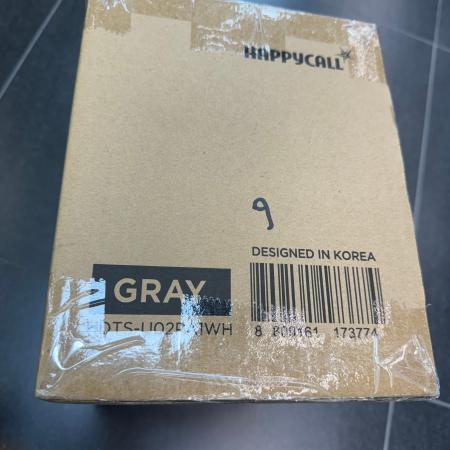 HAPPYCALL
9
DESIGNED IN KOREA
GRAY
8 809161 173774